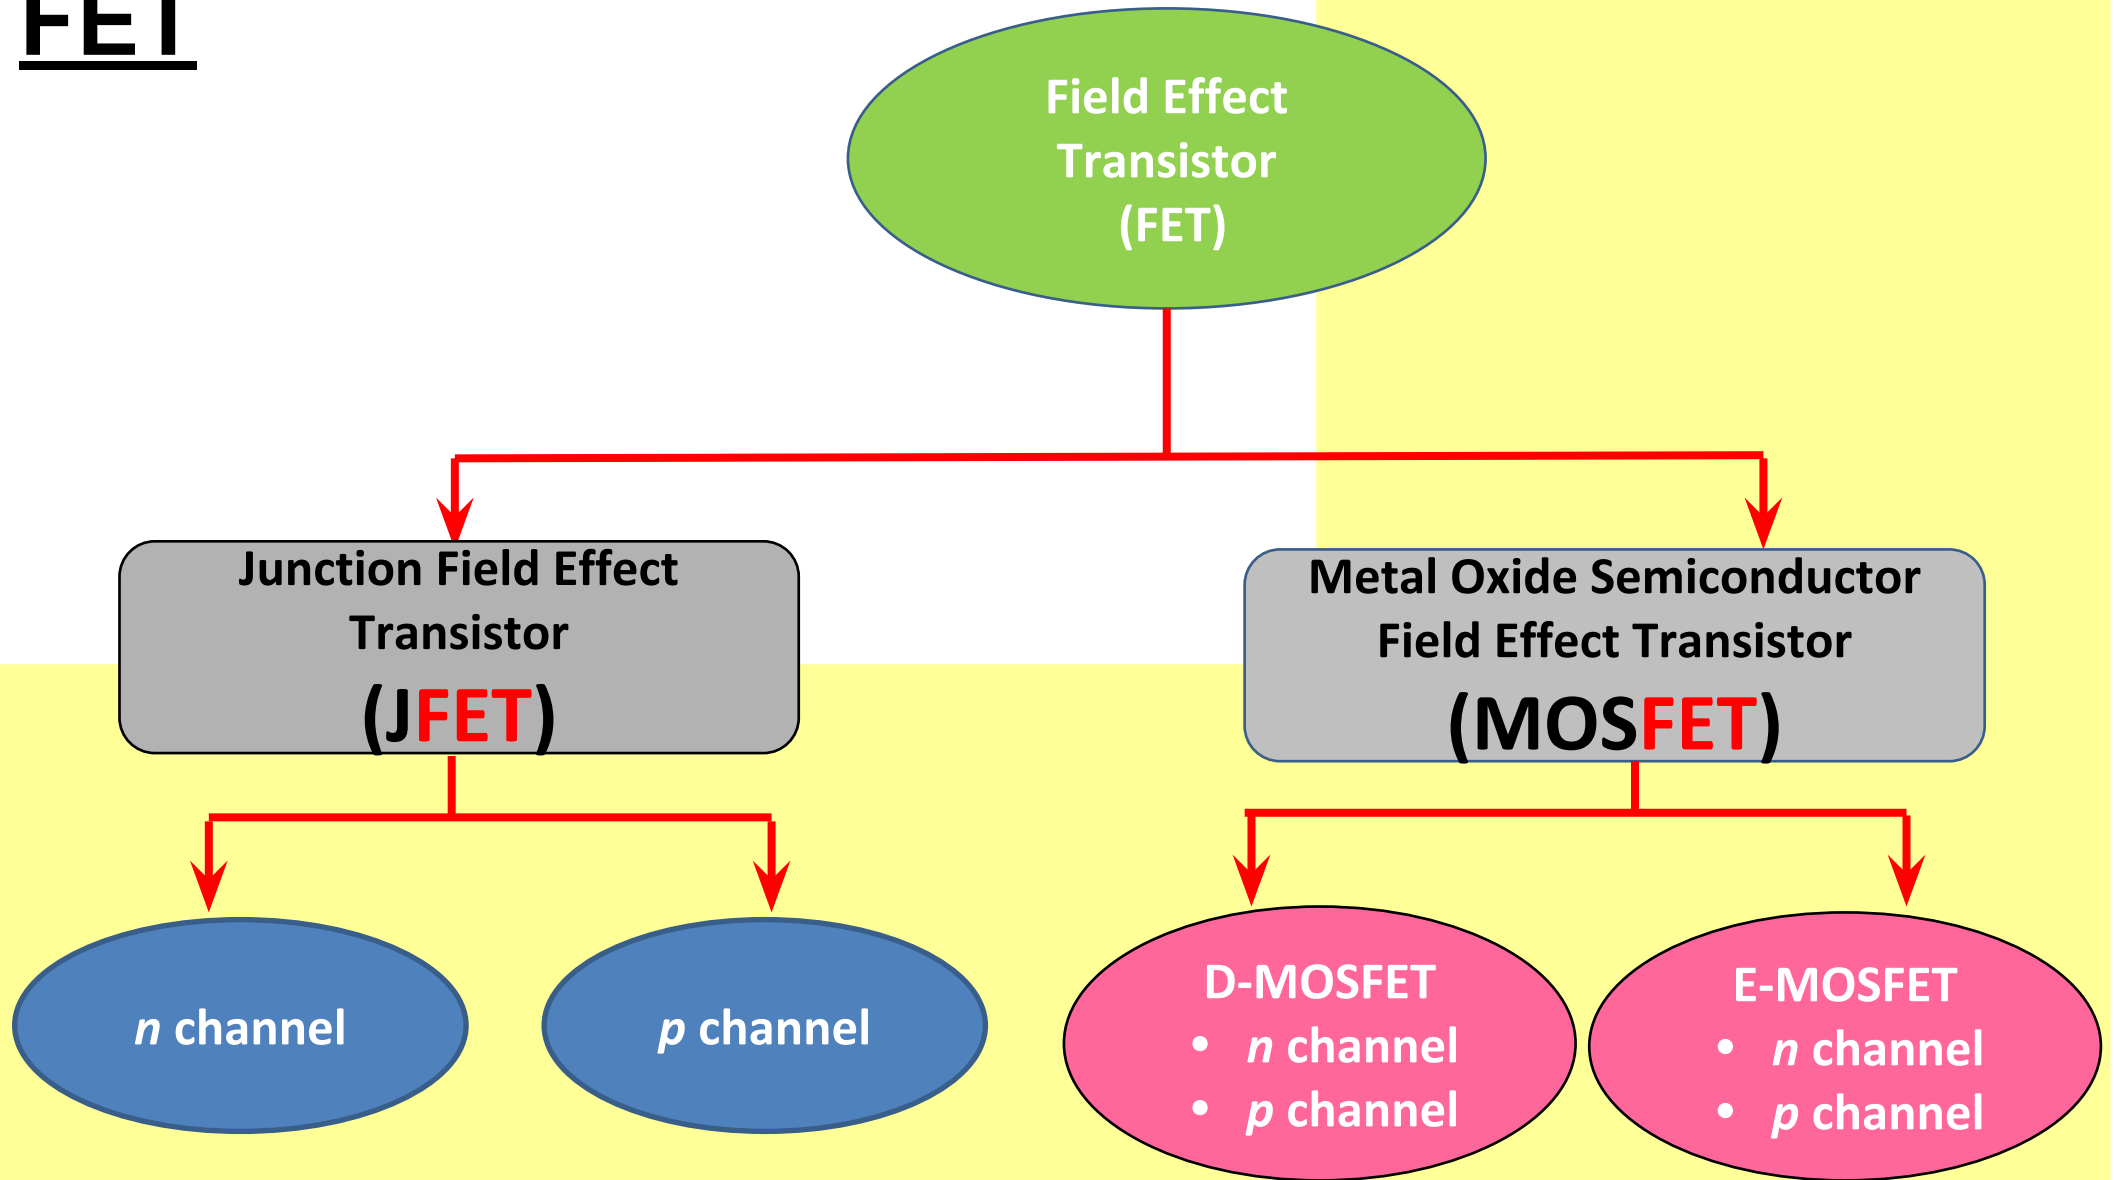 FET
Field Effect
Transistor
(FET)
Junction Field Effect
Transistor
(JFET)
Metal Oxide Semiconductor
Field Effect Transistor
(MOSFET)
n channel
p channel
D-MOSFET
• n channel
• p channel
E-MOSFET
• n channel
• p channel